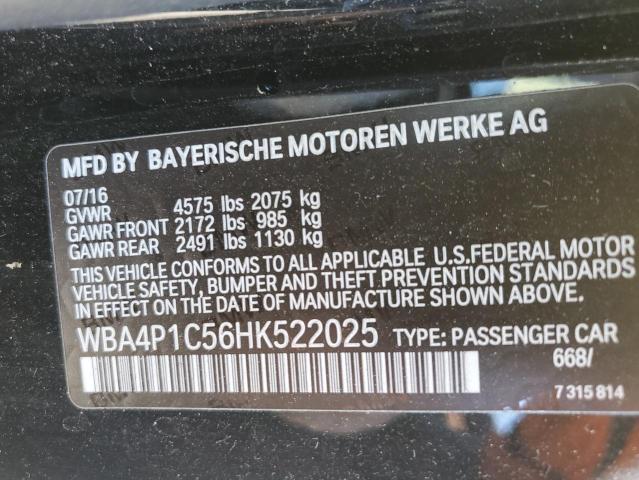 MFD BY BAYERISCHE MOTOREN WERKE AG
07/16
GVWR 4575 lbs 2075 kg
GAWR FRONT 2172 lbs 985 kg
GAWR REAR 2491 lbs 1130 kg
THIS VEHICLE CONFORMS TO ALL APPLICABLE U.S.FEDERAL MOTOR
VEHICLE SAFETY, BUMPER AND THEFT PREVENTION STANDARDS
IN EFFECT ON THE DATE OF MANUFACTURE SHOWN ABOVE.
WBA4P1C56HK522025 TYPE: PASSENGER CAR
668/
7 315 814